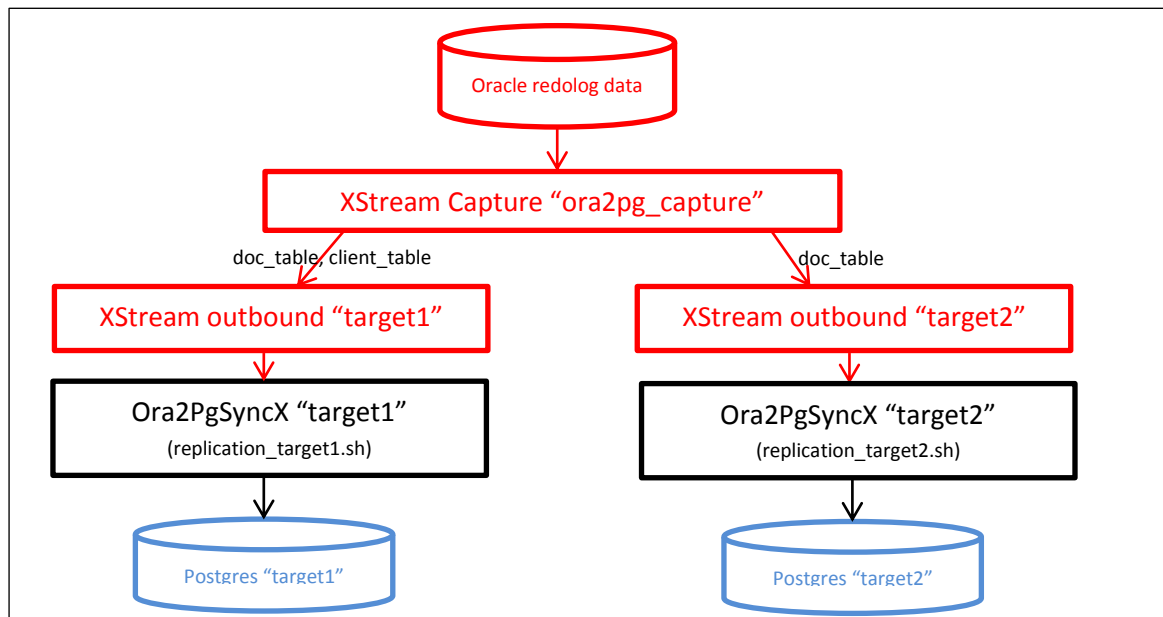 Oracle redolog data
XStream Capture “ora2pg_capture”
doc_table, client_table
doc_table
XStream outbound “target1”
XStream outbound “target2”
Ora2PgSyncX “target1”
(replication_target1.sh)
Ora2PgSyncX “target2”
(replication_target2.sh)
Postgres “target1”
Postgres “target2”